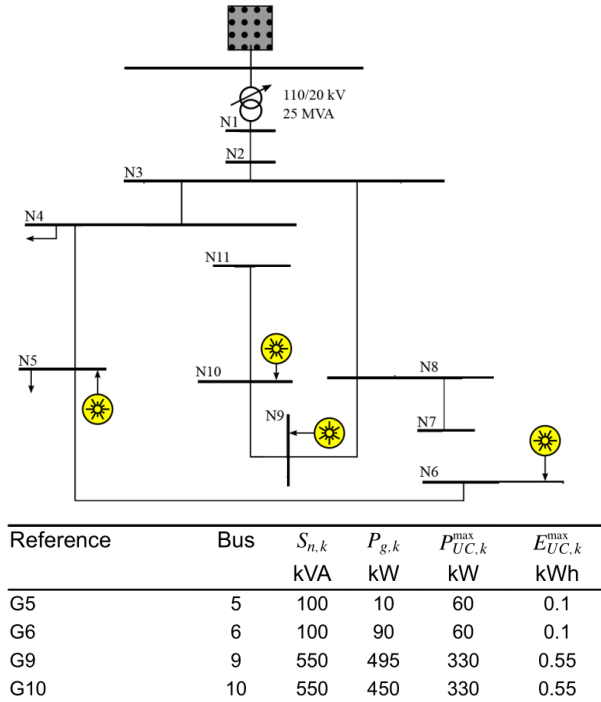 110/20 kV
25 MVA
N1
N2
N3
N4
N11
N5
N10
N8
N9
N7
N6
Reference Bus S_{n,k} P_{g,k} P_{UC,k}^{max} E_{UC,k}^{max}
kVA kW kW kWh
G5 5 100 10 60 0.1
G6 6 100 90 60 0.1
G9 9 550 495 330 0.55
G10 10 550 450 330 0.55